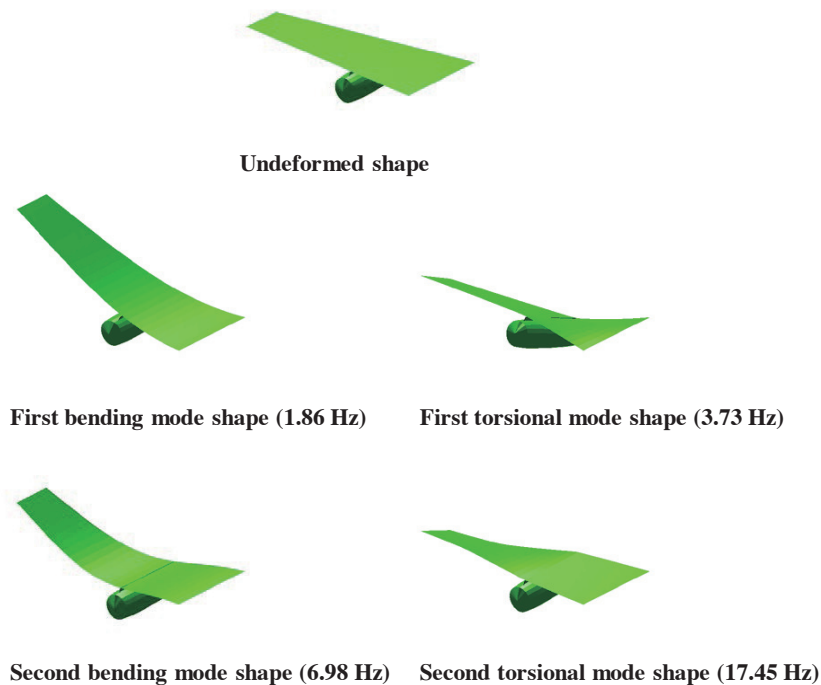 Undeformed shape
First bending mode shape (1.86 Hz)
First torsional mode shape (3.73 Hz)
Second bending mode shape (6.98 Hz)
Second torsional mode shape (17.45 Hz)